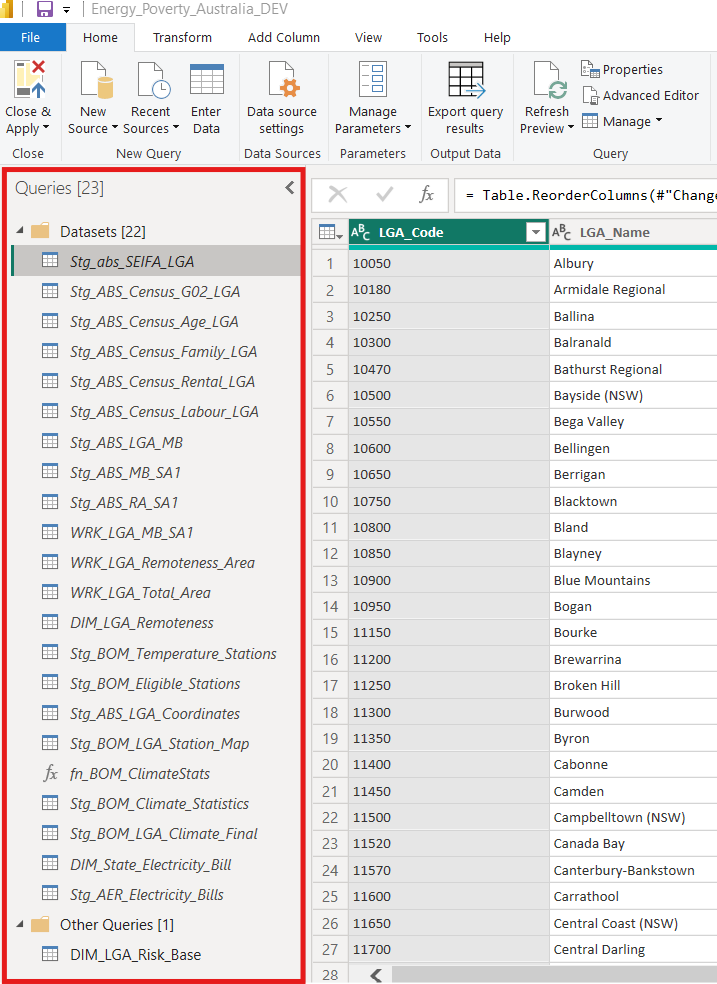 Energy_Poverty_Australia_DEV
File Home Transform Add Column View Tools Help
Close & Apply
New Source
Recent Sources
Enter Data
Data source settings
Manage Parameters
Export query results
Refresh Preview
Properties
Advanced Editor
Manage
Close New Query Data Sources Parameters Output Data Query
Queries [23]
Datasets [22]
Stg_abs_SEIFA_LGA
Stg_ABS_Census_G02_LGA
Stg_ABS_Census_Age_LGA
Stg_ABS_Census_Family_LGA
Stg_ABS_Census_Rental_LGA
Stg_ABS_Census_Labour_LGA
Stg_ABS_LGA_MB
Stg_ABS_MB_SA1
Stg_ABS_RA_SA1
WRK_LGA_MB_SA1
WRK_LGA_Remoteness_Area
WRK_LGA_Total_Area
DIM_LGA_Remoteness
Stg_BOM_Temperature_Stations
Stg_BOM_Eligible_Stations
Stg_ABS_LGA_Coordinates
Stg_BOM_LGA_Station_Map
fx fn_BOM_ClimateStats
Stg_BOM_Climate_Statistics
Stg_BOM_LGA_Climate_Final
DIM_State_Electricity_Bill
Stg_AER_Electricity_Bills
Other Queries [1]
DIM_LGA_Risk_Base
fx = Table.ReorderColumns(#"Change
ABC LGA_Code ABC LGA_Name
1 10050 Albury
2 10180 Armidale Regional
3 10250 Ballina
4 10300 Balranald
5 10470 Bathurst Regional
6 10500 Bayside (NSW)
7 10550 Bega Valley
8 10600 Bellingen
9 10650 Berrigan
10 10750 Blacktown
11 10800 Bland
12 10850 Blayney
13 10900 Blue Mountains
14 10950 Bogan
15 11150 Bourke
16 11200 Brewarrina
17 11250 Broken Hill
18 11300 Burwood
19 11350 Byron
20 11400 Cabonne
21 11450 Camden
22 11500 Campbelltown (NSW)
23 11520 Canada Bay
24 11570 Canterbury-Bankstown
25 11600 Carrathool
26 11650 Central Coast (NSW)
27 11700 Central Darling
28